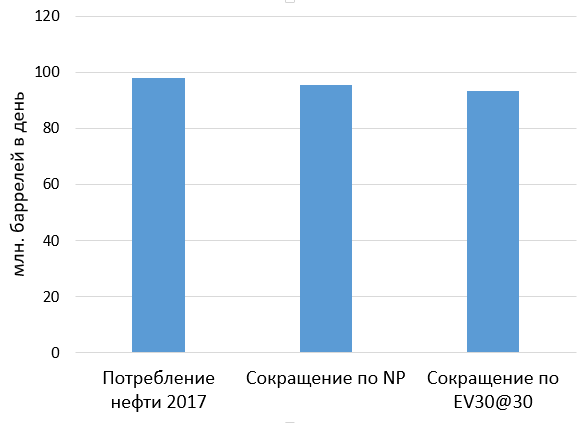 120
100
80
60
40
20
0
млн. баррелей в день
Потребление
нефти 2017
Сокращение по NP
Сокращение по
EV30@30